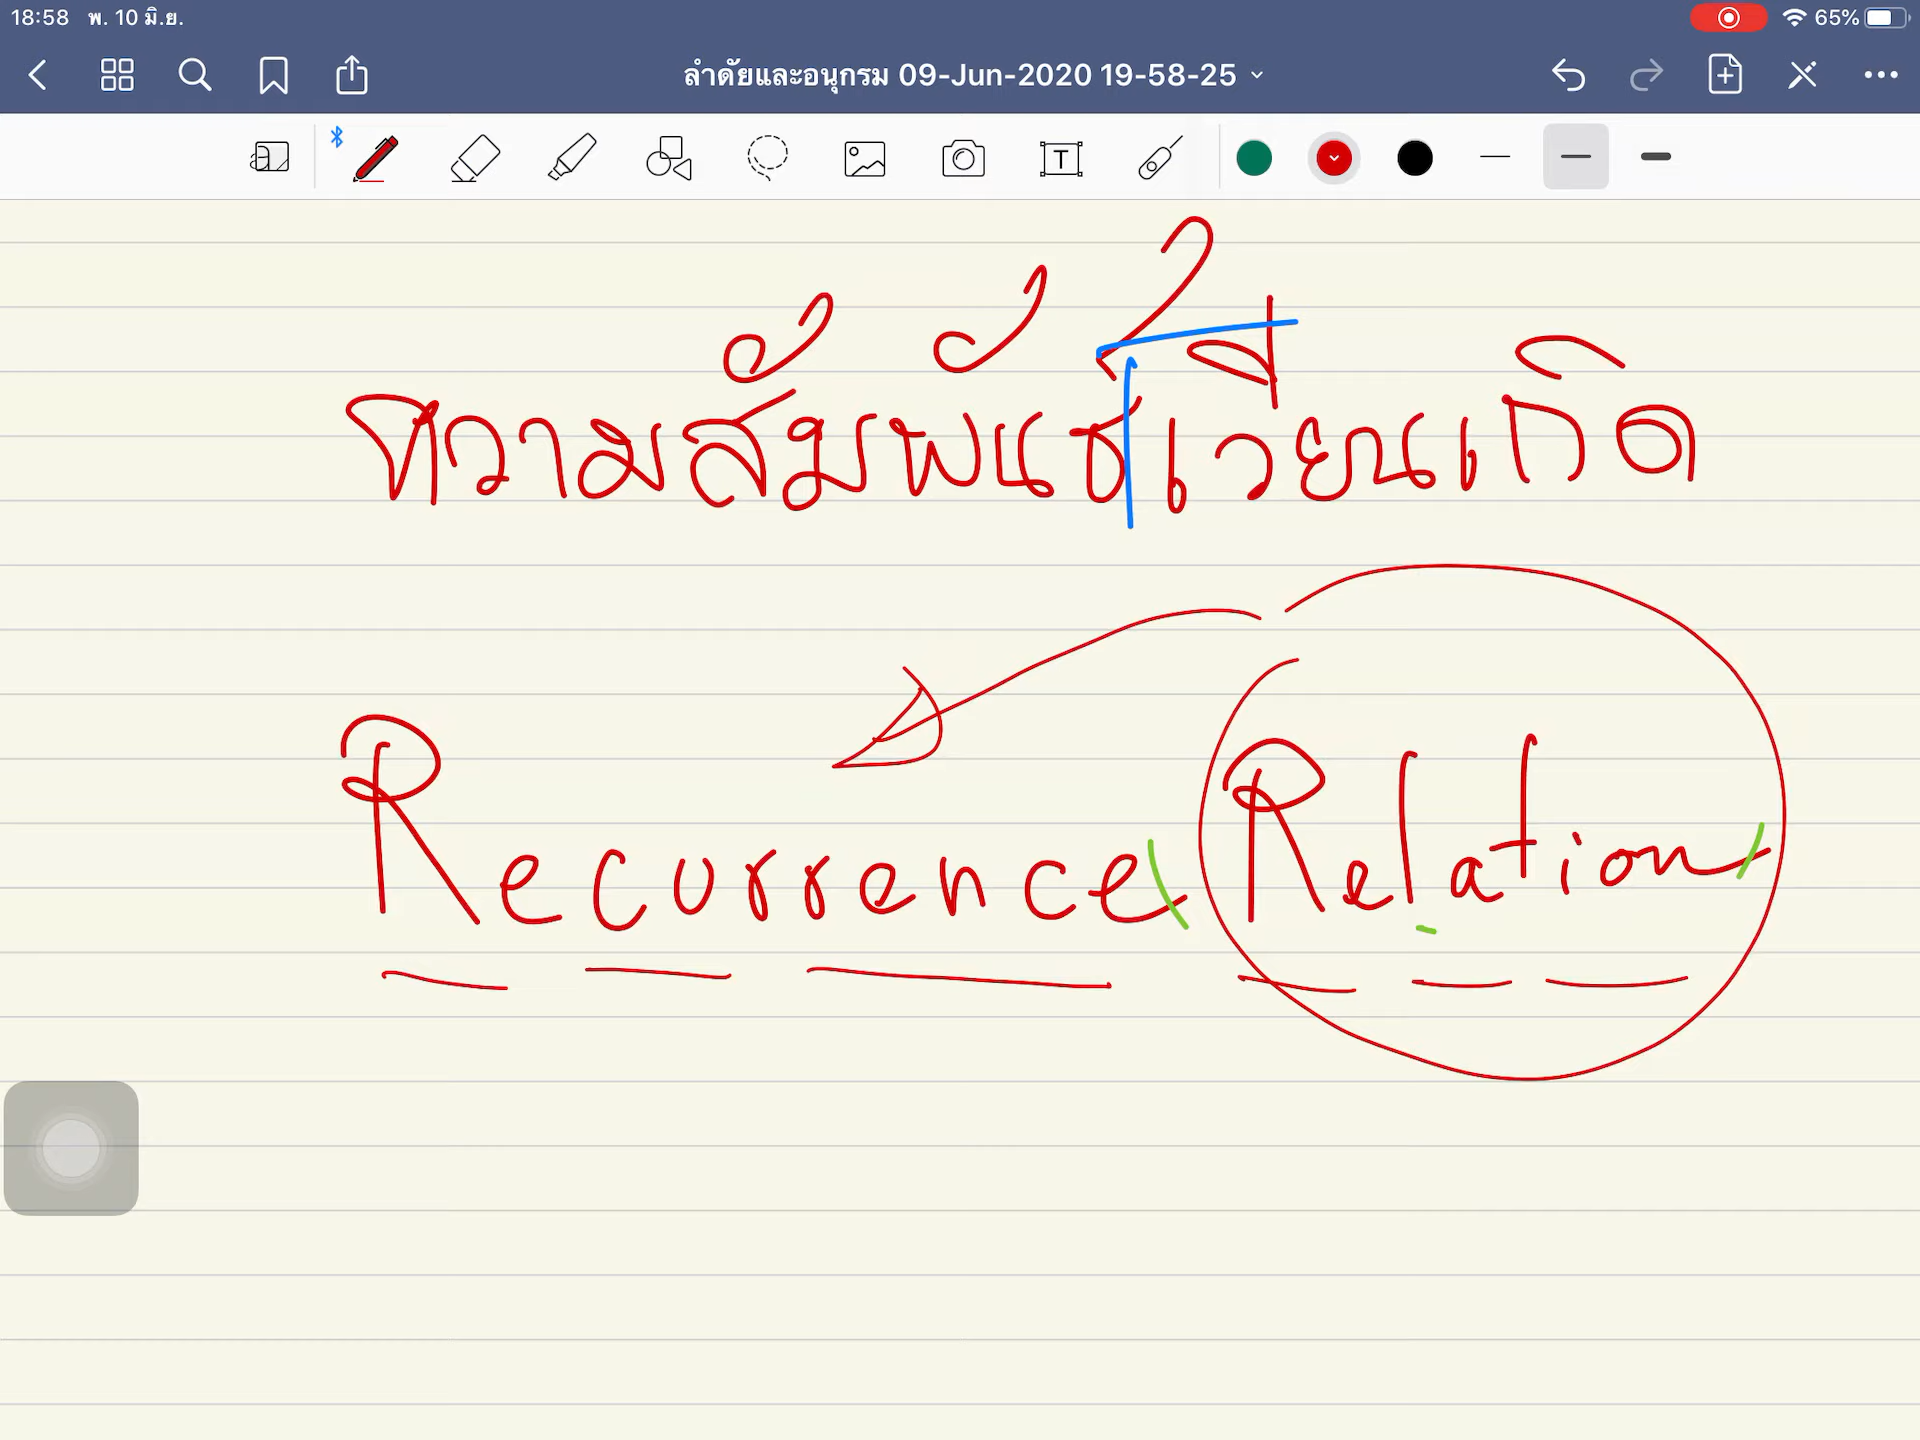 18:58 พ. 10 มิ.ย.
65%
ลำดัยและอนุกรม 09-Jun-2020 19-58-25
ความสัมพันธ์เวียนเกิด
Recurrence Relation